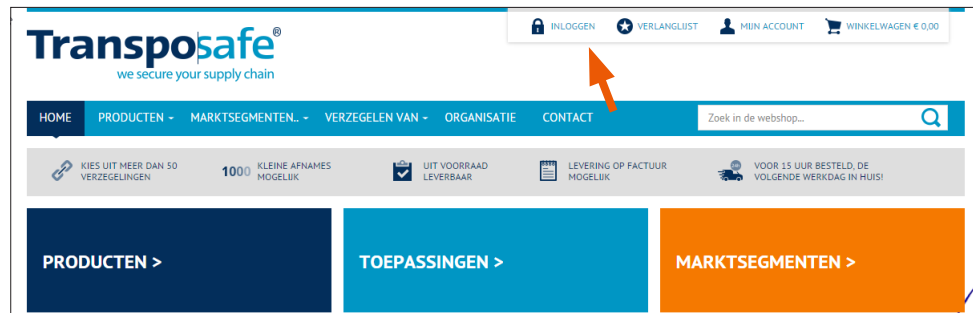 Transposafe®
we secure your supply chain
INLOGGEN
VERLANGLIJST
MIJN ACCOUNT
WINKELWAGEN € 0,00
HOME
PRODUCTEN
MARKTSEGMENTEN..
VERZEGELEN VAN
ORGANISATIE
CONTACT
Zoek in de webshop...
KIES UIT MEER DAN 50
VERZEGELINGEN
1000
KLEINE AFNAMES
MOGELIJK
UIT VOORRAAD
LEVERBAAR
LEVERING OP FACTUUR
MOGELIJK
VOOR 15 UUR BESTELD, DE
VOLGENDE WERKDAG IN HUIS!
PRODUCTEN >
TOEPASSINGEN >
MARKTSEGMENTEN >